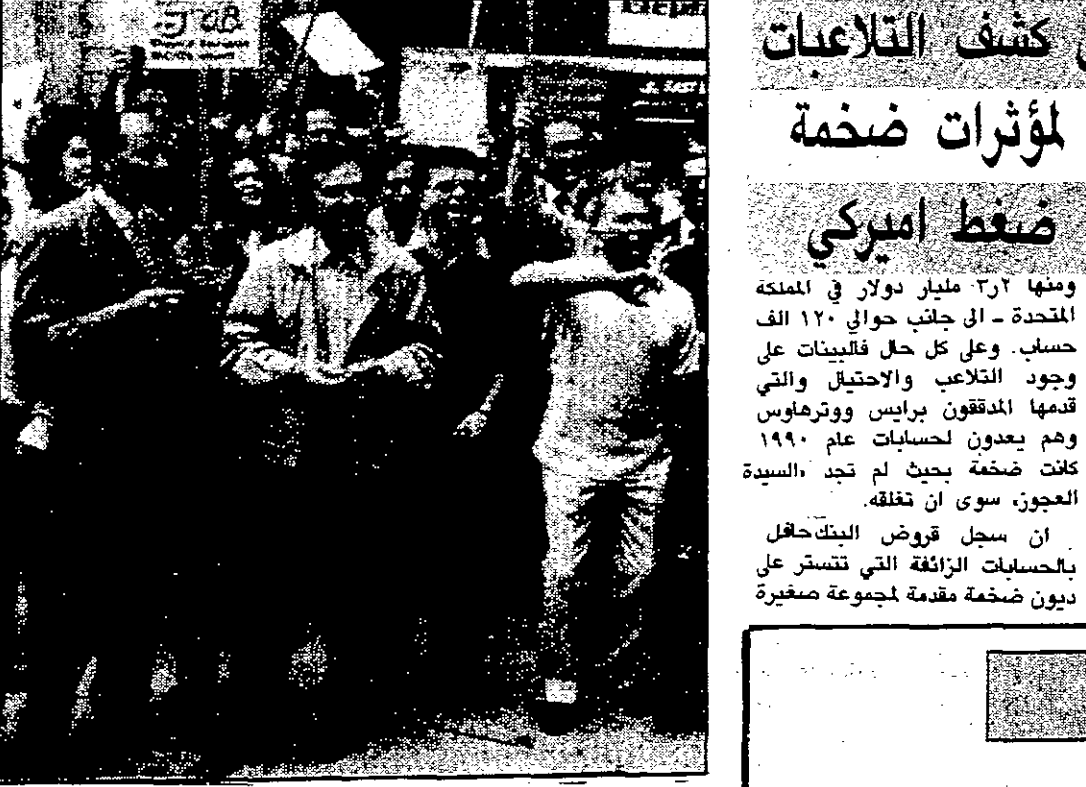 JOB
كشف التلاعبات
لمؤثرات ضخمة
ضغط اميركي
ومنها ٢ر٣ مليار دولار في المملكة
المتحدة - الى جانب حوالي ١٢٠ الف
حساب. وعلى كل حال فالبينات على
وجود التلاعب والاحتيال والتي
قدمها المدققون برايس ووترهاوس
وهم يعدون لحسابات عام ١٩٩٠
كانت ضخمة بحيث لم تجد «السيدة
العجوز» سوى ان تغلقه.
ان سجل قروض البنك حافل
بالحسابات الزائفة التي تتستر على
ديون ضخمة مقدمة لمجموعة صغيرة